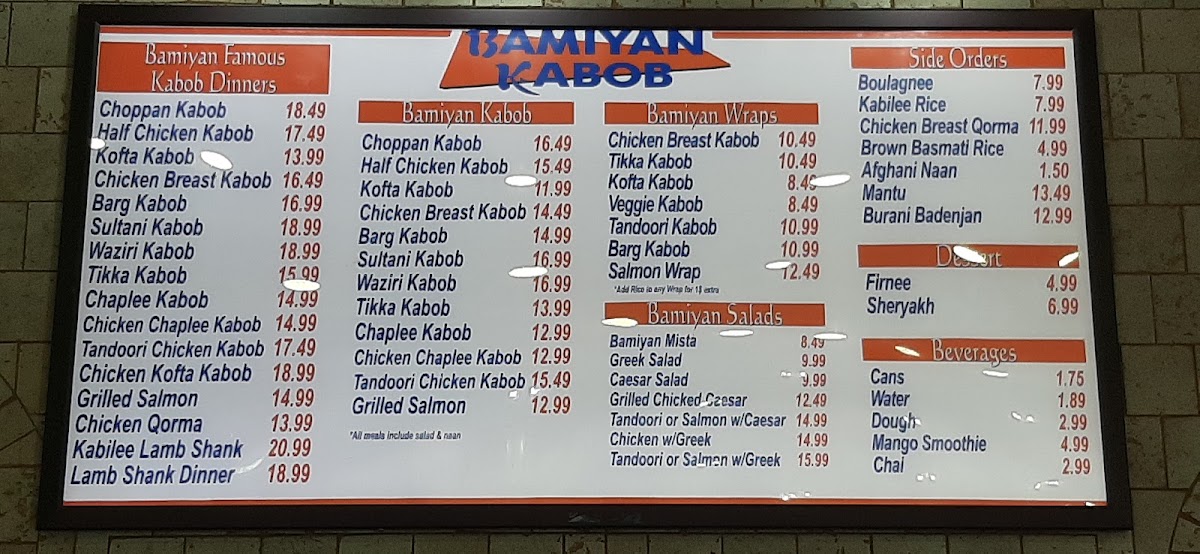 BAMIYAN
KABOB
Bamiyan Famous
Kabob Dinners
Choppan Kabob 18.49
Half Chicken Kabob 17.49
Kofta Kabob 13.99
Chicken Breast Kabob 16.49
Barg Kabob 16.99
Sultani Kabob 18.99
Waziri Kabob 18.99
Tikka Kabob 15.99
Chaplee Kabob 14.99
Chicken Chaplee Kabob 14.99
Tandoori Chicken Kabob 17.49
Chicken Kofta Kabob 18.99
Grilled Salmon 14.99
Chicken Qorma 13.99
Kabilee Lamb Shank 20.99
Lamb Shank Dinner 18.99
Bamiyan Kabob
Choppan Kabob 16.49
Half Chicken Kabob 15.49
Kofta Kabob 11.99
Chicken Breast Kabob 14.49
Barg Kabob 14.99
Sultani Kabob 16.99
Waziri Kabob 16.99
Tikka Kabob 13.99
Chaplee Kabob 12.99
Chicken Chaplee Kabob 12.99
Tandoori Chicken Kabob 15.49
Grilled Salmon 12.99
*All meals include salad & naan
Bamiyan Wraps
Chicken Breast Kabob 10.49
Tikka Kabob 10.49
Kofta Kabob 8.49
Veggie Kabob 8.49
Tandoori Kabob 10.99
Barg Kabob 10.99
Salmon Wrap 12.49
*Add Rice to any Wrap for 1$ extra
Bamiyan Salads
Bamiyan Mista 8.49
Greek Salad 9.99
Caesar Salad 9.99
Grilled Chicked Caesar 12.49
Tandoori or Salmon w/Caesar 14.99
Chicken w/Greek 14.99
Tandoori or Salmon w/Greek 15.99
Side Orders
Boulagnee 7.99
Kabilee Rice 7.99
Chicken Breast Qorma 11.99
Brown Basmati Rice 4.99
Afghani Naan 1.50
Mantu 13.49
Burani Badenjan 12.99
Dessert
Firnee 4.99
Sheryakh 6.99
Beverages
Cans 1.75
Water 1.89
Dough 2.99
Mango Smoothie 4.99
Chai 2.99